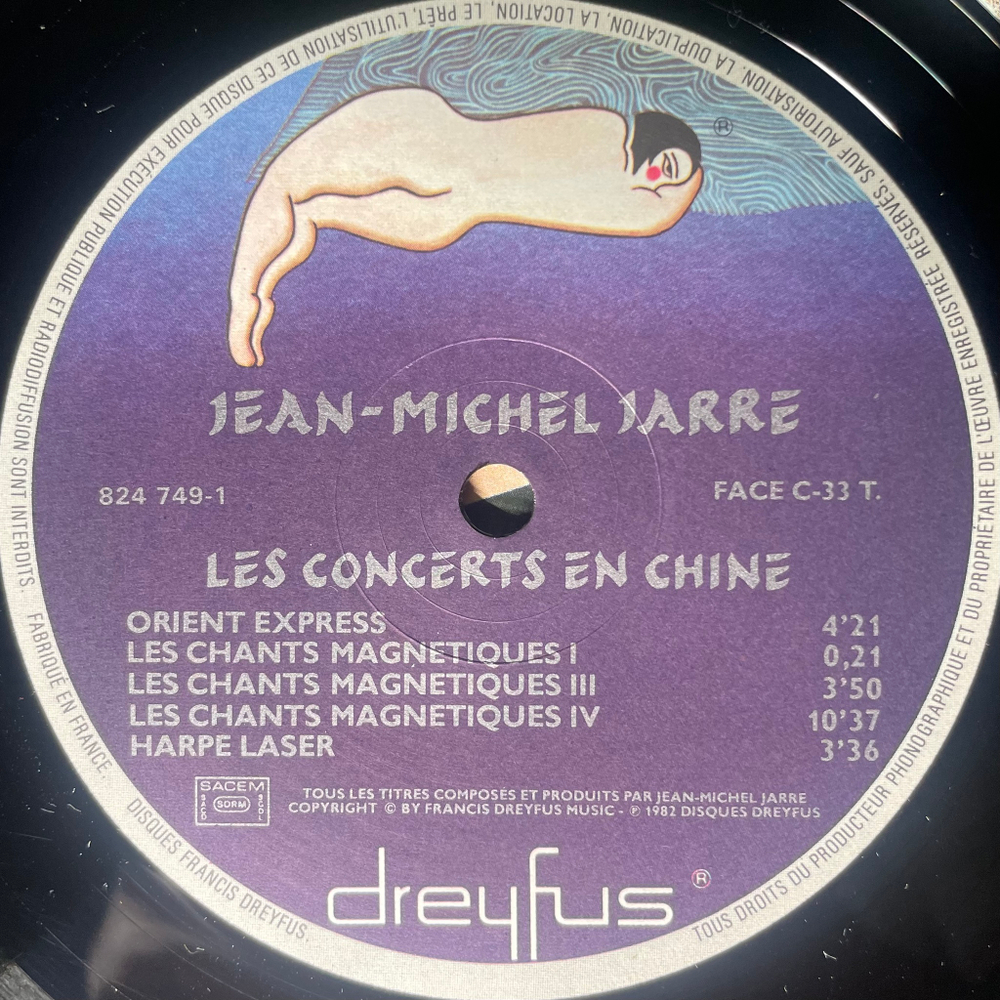 JEAN-MICHEL JARRE
824 749-1
FACE C-33 T.
LES CONCERTS EN CHINE
ORIENT EXPRESS 4'21
LES CHANTS MAGNETIQUES I 0,21
LES CHANTS MAGNETIQUES III 3'50
LES CHANTS MAGNETIQUES IV 10'37
HARPE LASER 3'36
SACEM
SACD SDRM SGDL
TOUS LES TITRES COMPOSÉS ET PRODUITS PAR JEAN-MICHEL JARRE
COPYRIGHT © BY FRANCIS DREYFUS MUSIC - ℗ 1982 DISQUES DREYFUS
dreyfus ®
®
TOUS DROITS DU PRODUCTEUR PHONOGRAPHIQUE ET DU PROPRIÉTAIRE DE L'ŒUVRE ENREGISTRÉE RÉSERVÉS, SAUF AUTORISATION, LA DUPLICATION, LA LOCATION, LE PRÊT, L'UTILISATION DE CE DISQUE POUR EXÉCUTION PUBLIQUE ET RADIODIFFUSION SONT INTERDITS. FABRIQUÉ EN FRANCE. DISQUES FRANCIS DREYFUS.